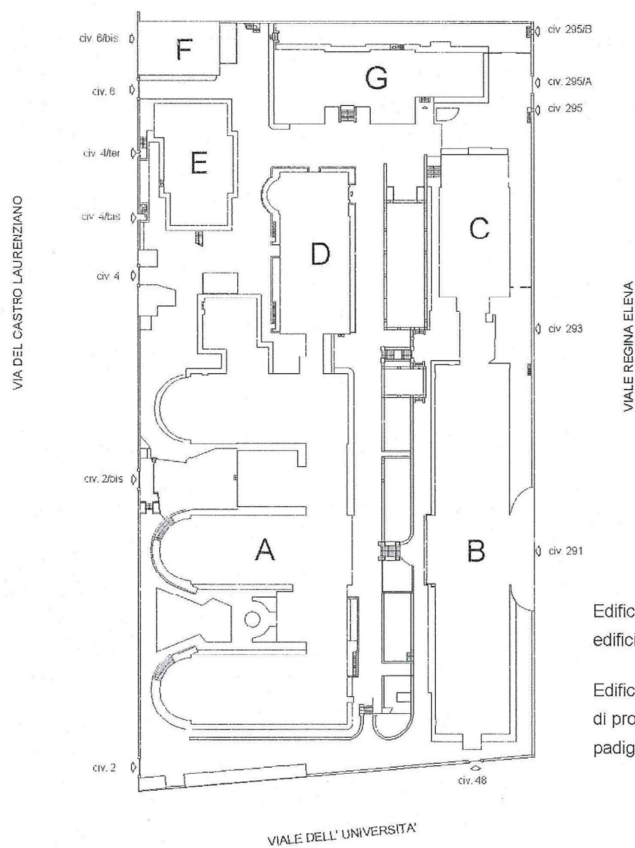 civ. 6/bis
F
civ. 295/B
G
civ. 295/A
civ. 6
civ. 295
civ. 4/ter
E
C
civ. 4/bis
D
civ. 4
VIA DEL CASTRO LAURENZIANO
civ. 293
VIALE REGINA ELENA
civ. 2/bis
A
B
civ. 291
Edific
edifici
Edific
di pro
padig
civ. 2
civ. 48
VIALE DELL' UNIVERSITA'